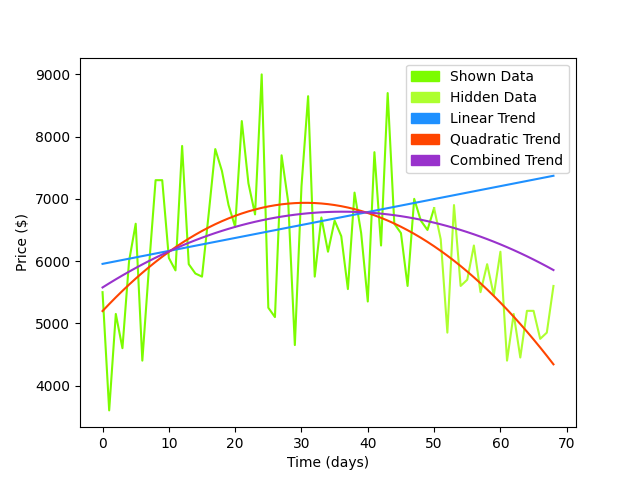 9000
8000
7000
6000
5000
4000
Price ($)
0 10 20 30 40 50 60 70
Time (days)
Shown Data
Hidden Data
Linear Trend
Quadratic Trend
Combined Trend